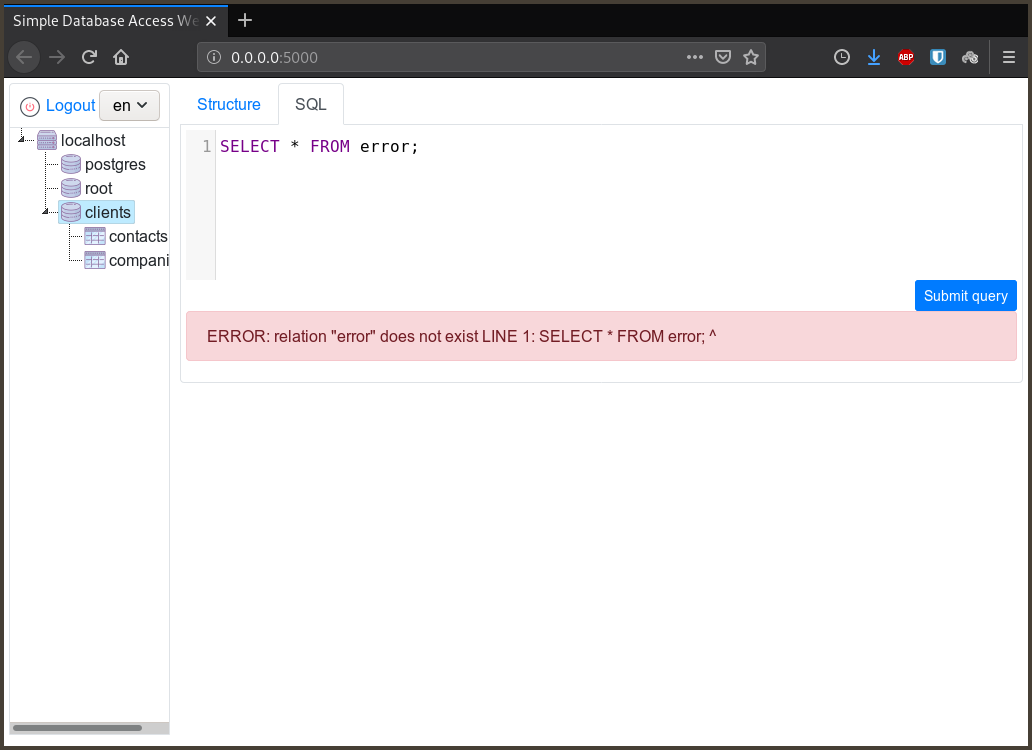 Simple Database Access We
0.0.0.0:5000
ABP
Logout
en
Structure
SQL
localhost
postgres
root
clients
contacts
compani
1 SELECT * FROM error;
Submit query
ERROR: relation "error" does not exist LINE 1: SELECT * FROM error; ^